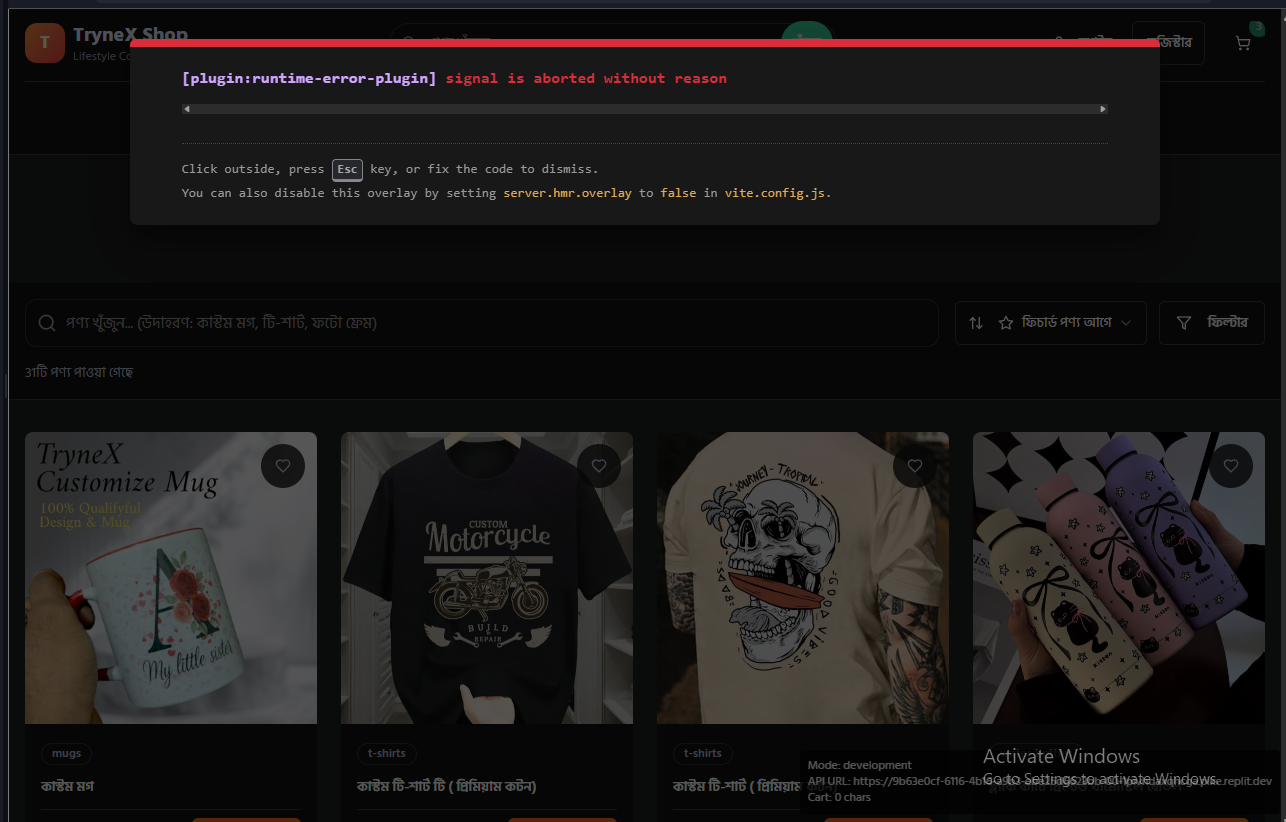 T
TryneX Shop
Lifestyle Co
3
[plugin:runtime-error-plugin] signal is aborted without reason
Click outside, press Esc key, or fix the code to dismiss.
You can also disable this overlay by setting server.hmr.overlay to false in vite.config.js.
পণ্য খুঁজুন... (উদাহরণ: কাস্টম মগ, টি-শার্ট, ফটো ফ্রেম)
ফিচার্ড পণ্য আগে
ফিল্টার
31টি পণ্য পাওয়া গেছে
TryneX
Customize Mug
100% Qualifyful
Design & Mug
A
My little sister
CUSTOM
Motorcycle
BUILD
REPAIR
JOURNEY - TROPICAL
GOOD VIBES
mugs
t-shirts
t-shirts
কাস্টম মগ
কাস্টম টি-শার্ট টি ( প্রিমিয়াম কটন)
কাস্টম টি-শার্ট ( প্রিমিয়াম
Mode: development
Activate Windows
Go to Settings to activate Windows.
API URL: https://9b63e0cf-6116-4b
replit.dev
Cart: 0 chars